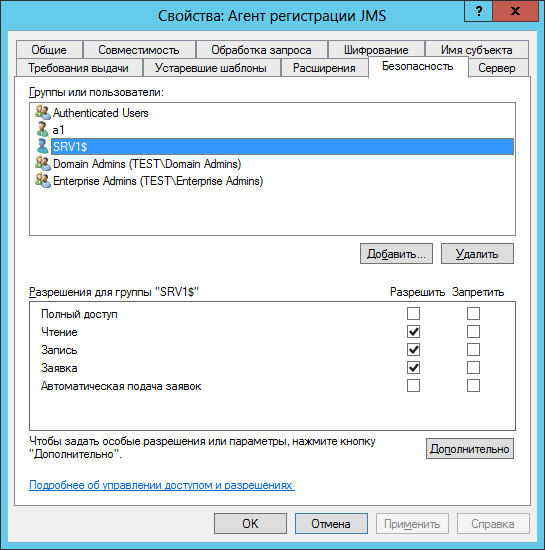 Свойства: Агент регистрации JMS
?
x
Общие
Совместимость
Обработка запроса
Шифрование
Имя субъекта
Требования выдачи
Устаревшие шаблоны
Расширения
Безопасность
Сервер
Группы или пользователи:
Authenticated Users
a1
SRV1$
Domain Admins (TEST\Domain Admins)
Enterprise Admins (TEST\Enterprise Admins)
Добавить...
Удалить
Разрешения для группы "SRV1$"
Разрешить
Запретить
Полный доступ
Чтение
Запись
Заявка
Автоматическая подача заявок
Чтобы задать особые разрешения или параметры, нажмите кнопку
"Дополнительно".
Дополнительно
Подробнее об управлении доступом и разрешениях
OK
Отмена
Применить
Справка